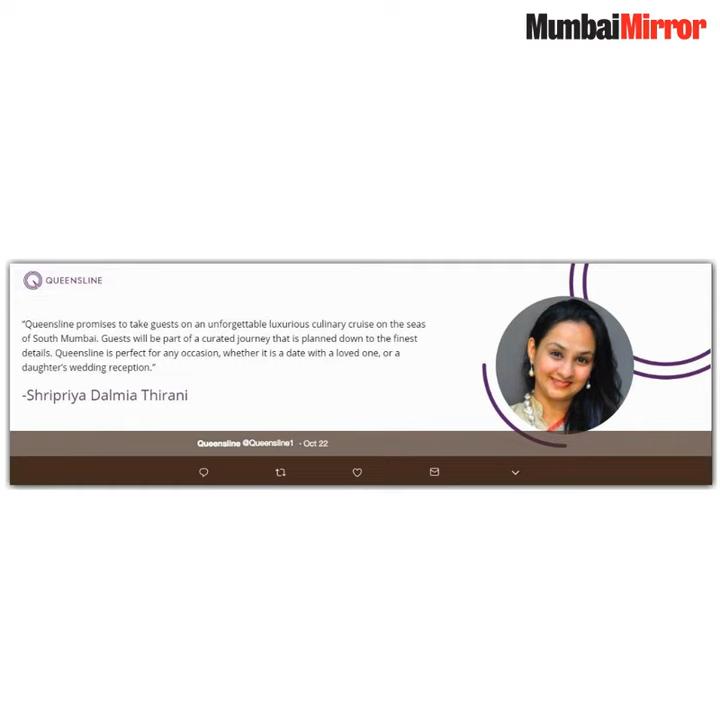 MumbaiMirror
QUEENSLINE
“Queensline promises to take guests on an unforgettable luxurious culinary cruise on the seas
of South Mumbai. Guests will be part of a curated journey that is planned down to the finest
details. Queensline is perfect for any occasion, whether it is a date with a loved one, or a
daughter’s wedding reception.”
-Shripriya Dalmia Thirani
Queensline @Queensline1 - Oct 22